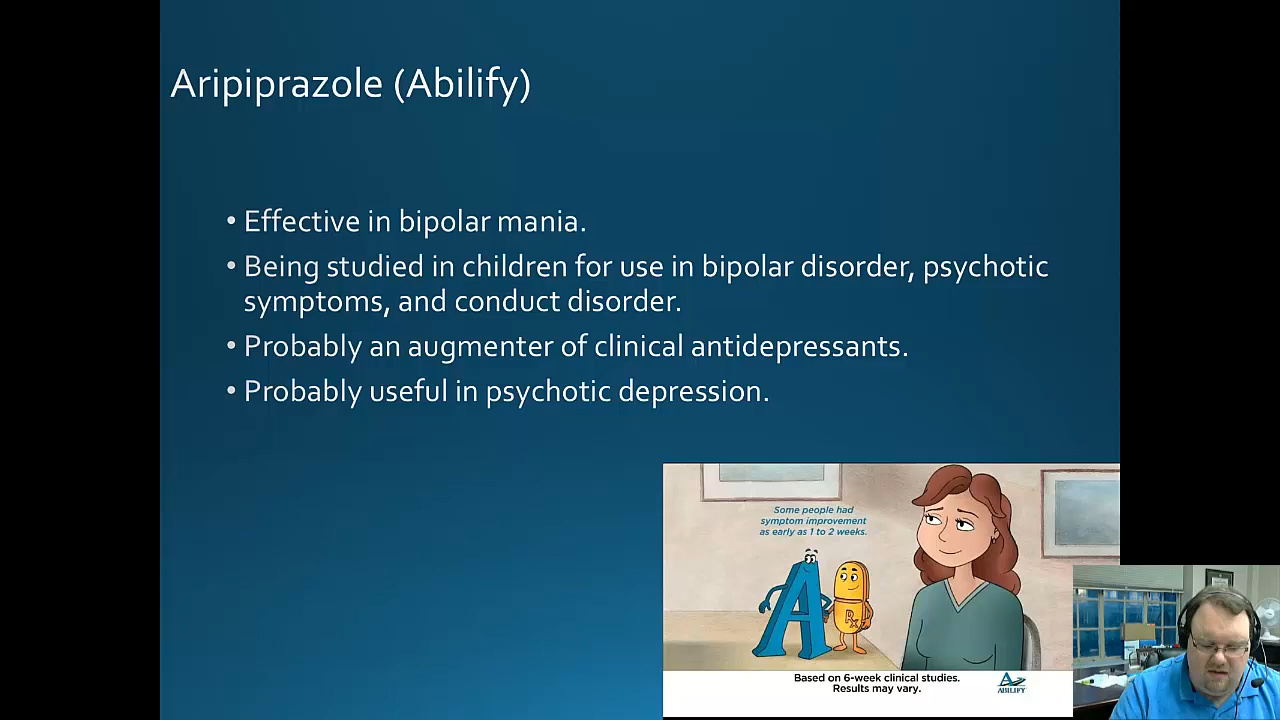 Aripiprazole (Abilify)
• Effective in bipolar mania.
• Being studied in children for use in bipolar disorder, psychotic
symptoms, and conduct disorder.
• Probably an augmenter of clinical antidepressants.
• Probably useful in psychotic depression.
Some people had
symptom improvement
as early as 1 to 2 weeks.
A
Rx
Based on 6-week clinical studies.
Results may vary.
A
ABILIFY